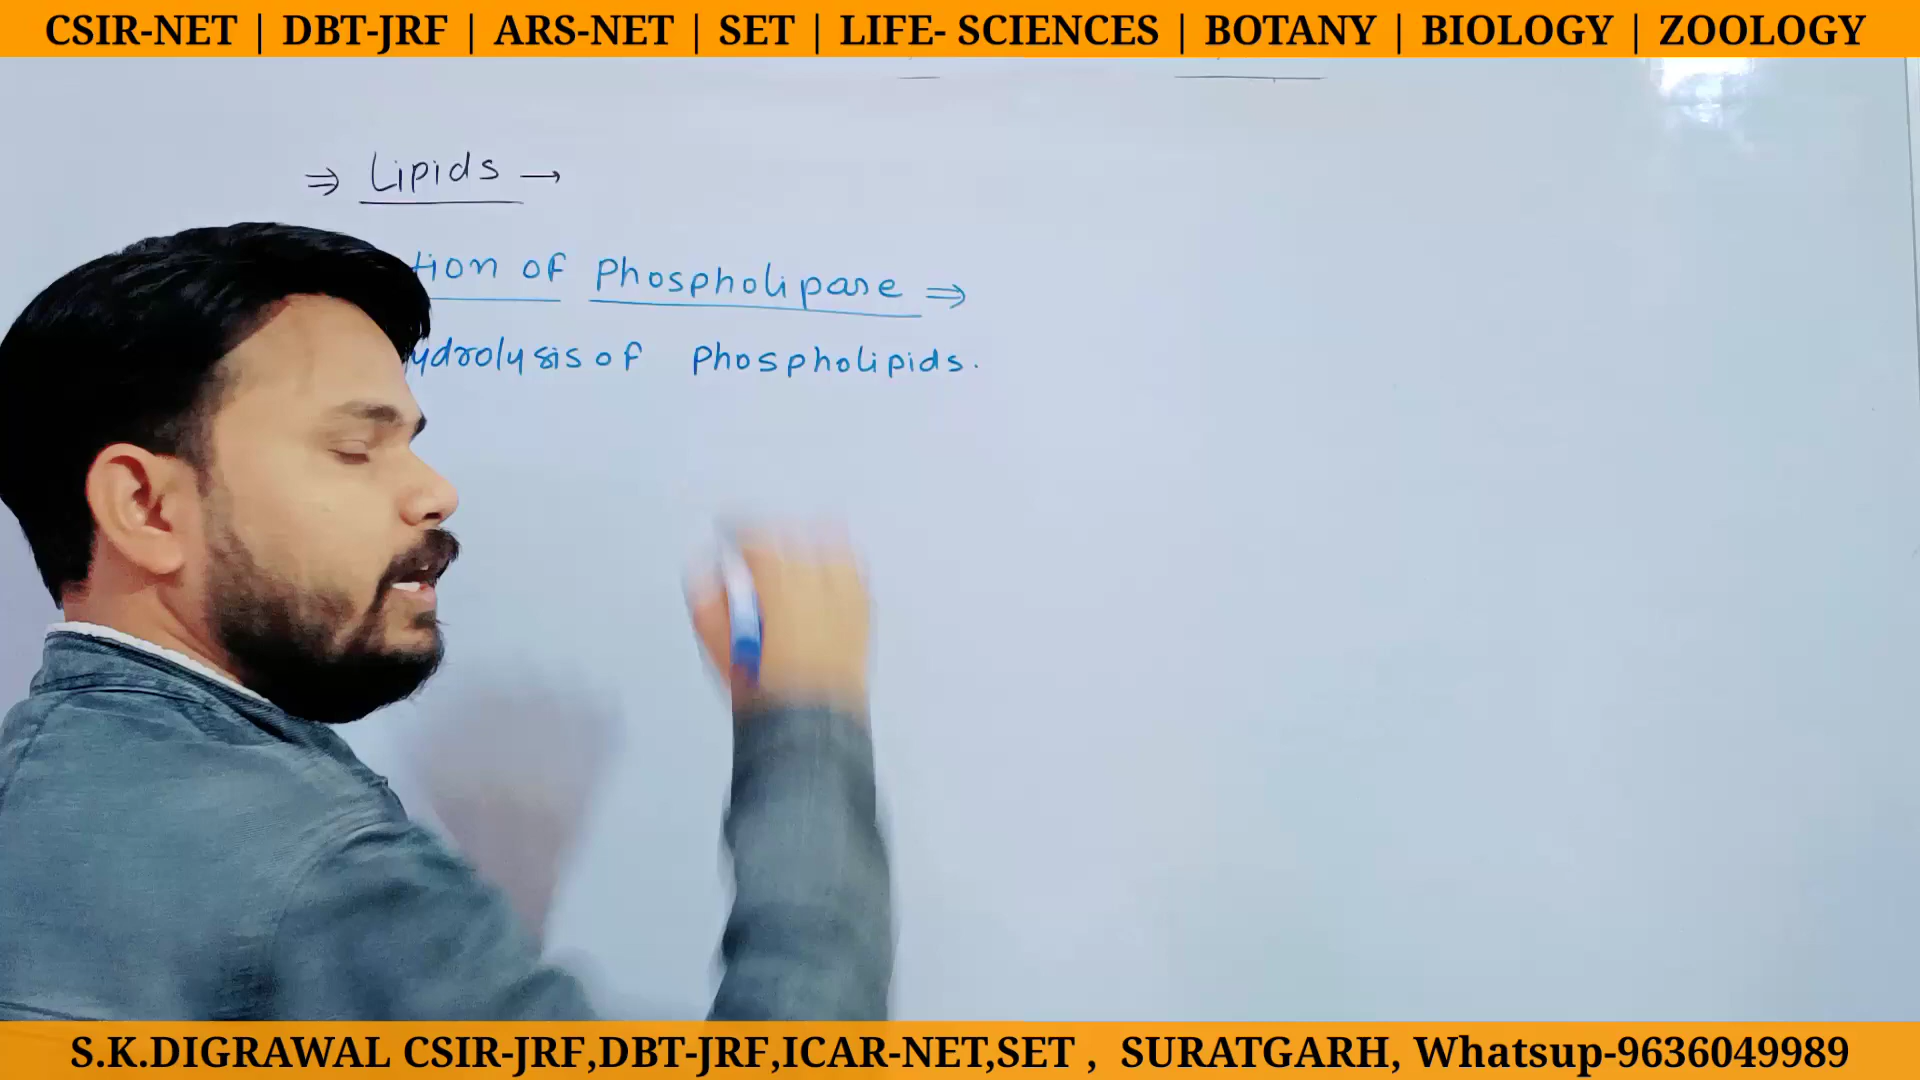 CSIR-NET | DBT-JRF | ARS-NET | SET | LIFE- SCIENCES | BOTANY | BIOLOGY | ZOOLOGY
⇒ Lipids →
tion of Phospholipase ⇒
ydrolysis of Phospholipids.
S.K.DIGRAWAL CSIR-JRF,DBT-JRF,ICAR-NET,SET , SURATGARH, Whatsup-9636049989